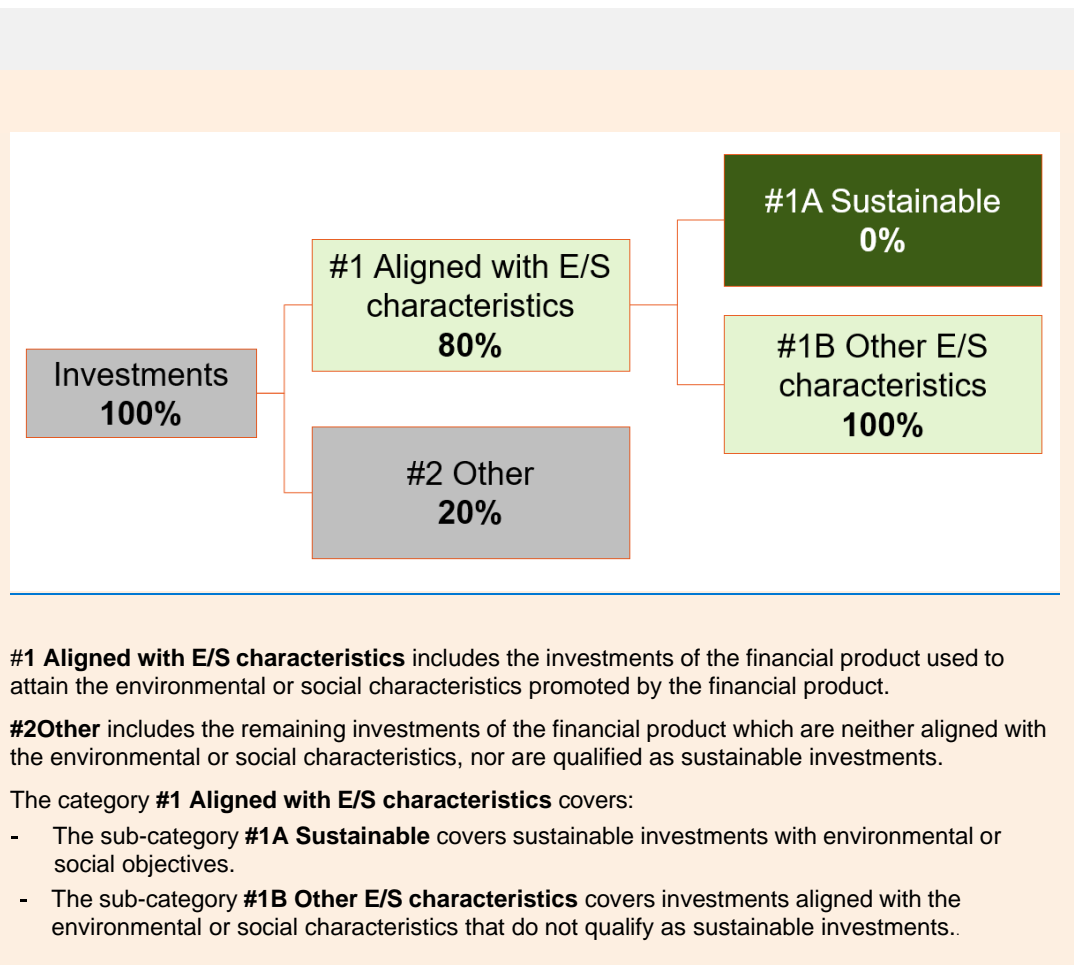 #1A Sustainable
0%
#1 Aligned with E/S
characteristics
80%
#1B Other E/S
characteristics
100%
Investments
100%
#2 Other
20%
#1 Aligned with E/S characteristics includes the investments of the financial product used to
attain the environmental or social characteristics promoted by the financial product.
#2Other includes the remaining investments of the financial product which are neither aligned with
the environmental or social characteristics, nor are qualified as sustainable investments.
The category #1 Aligned with E/S characteristics covers:
- The sub-category #1A Sustainable covers sustainable investments with environmental or
social objectives.
- The sub-category #1B Other E/S characteristics covers investments aligned with the
environmental or social characteristics that do not qualify as sustainable investments..